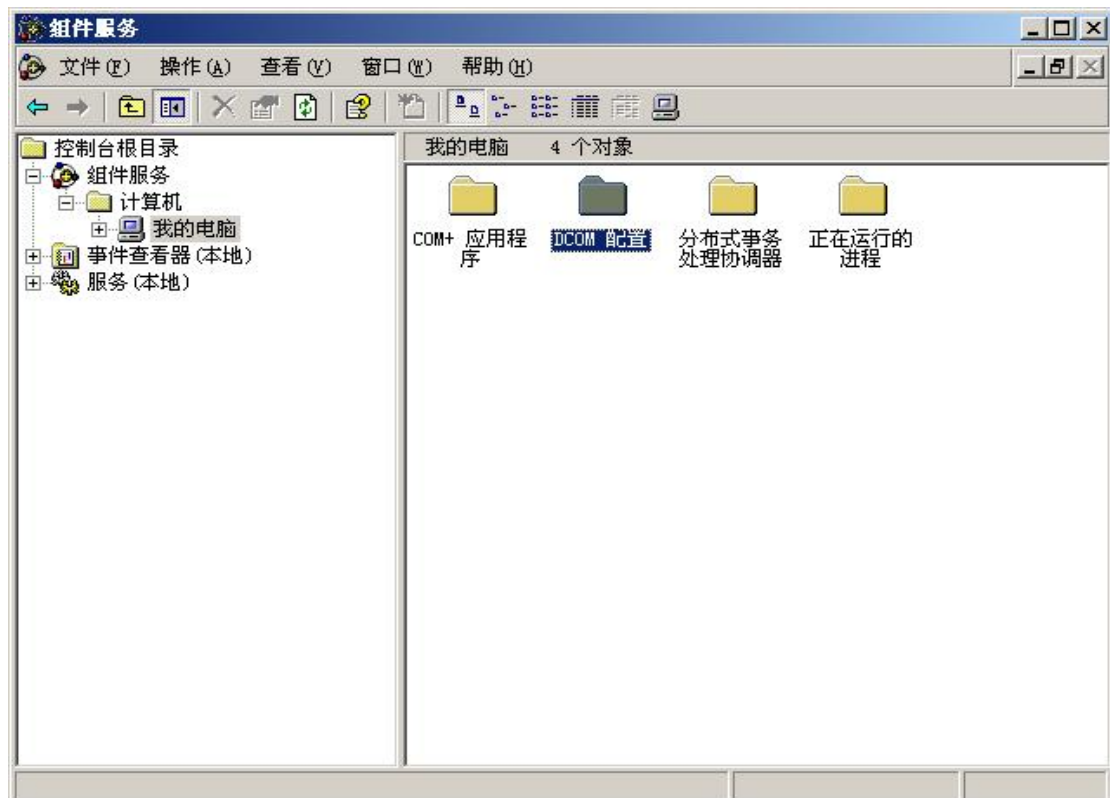 组件服务
文件(F) 操作(A) 查看(V) 窗口(W) 帮助(H)
控制台根目录
组件服务
计算机
我的电脑
事件查看器(本地)
服务(本地)
我的电脑 4 个对象
COM+ 应用程
序
DCOM 配置
分布式事务
处理协调器
正在运行的
进程